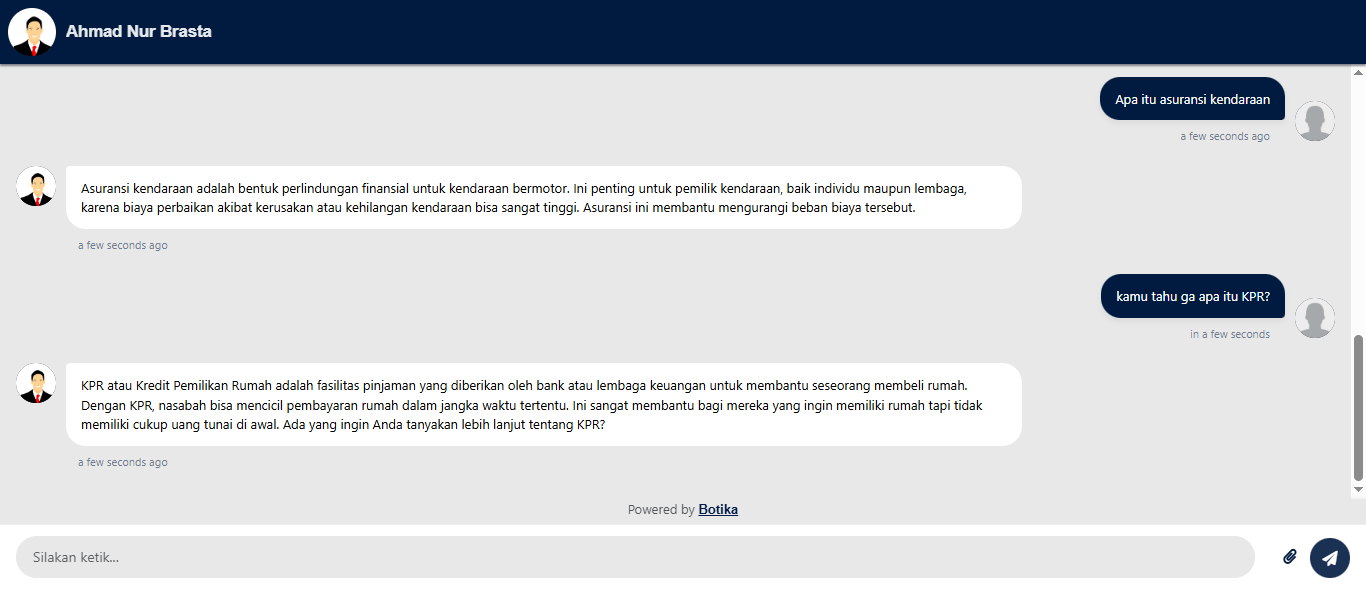 Ahmad Nur Brasta
Apa itu asuransi kendaraan
a few seconds ago
Asuransi kendaraan adalah bentuk perlindungan finansial untuk kendaraan bermotor. Ini penting untuk pemilik kendaraan, baik individu maupun lembaga,
karena biaya perbaikan akibat kerusakan atau kehilangan kendaraan bisa sangat tinggi. Asuransi ini membantu mengurangi beban biaya tersebut.
a few seconds ago
kamu tahu ga apa itu KPR?
in a few seconds
KPR atau Kredit Pemilikan Rumah adalah fasilitas pinjaman yang diberikan oleh bank atau lembaga keuangan untuk membantu seseorang membeli rumah.
Dengan KPR, nasabah bisa mencicil pembayaran rumah dalam jangka waktu tertentu. Ini sangat membantu bagi mereka yang ingin memiliki rumah tapi tidak
memiliki cukup uang tunai di awal. Ada yang ingin Anda tanyakan lebih lanjut tentang KPR?
a few seconds ago
Powered by Botika
Silakan ketik...